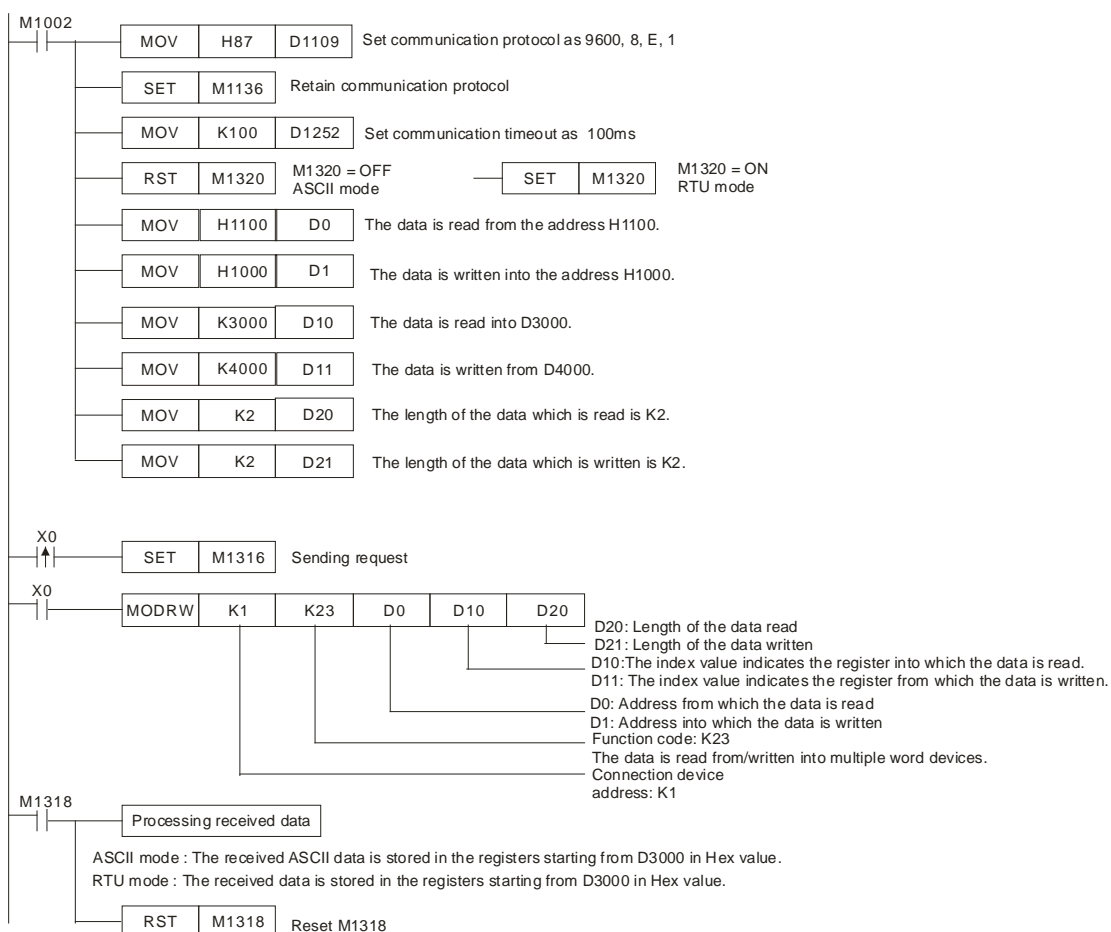 M1002
MOV H87 D1109 Set communication protocol as 9600, 8, E, 1
SET M1136 Retain communication protocol
MOV K100 D1252 Set communication timeout as 100ms
RST M1320 M1320 = OFF
ASCII mode
SET M1320 M1320 = ON
RTU mode
MOV H1100 D0 The data is read from the address H1100.
MOV H1000 D1 The data is written into the address H1000.
MOV K3000 D10 The data is read into D3000.
MOV K4000 D11 The data is written from D4000.
MOV K2 D20 The length of the data which is read is K2.
MOV K2 D21 The length of the data which is written is K2.
X0
SET M1316 Sending request
X0
MODRW K1 K23 D0 D10 D20
D20: Length of the data read
D21: Length of the data written
D10:The index value indicates the register into which the data is read.
D11: The index value indicates the register from which the data is written.
D0: Address from which the data is read
D1: Address into which the data is written
Function code: K23
The data is read from/written into multiple word devices.
Connection device
address: K1
M1318
Processing received data
ASCII mode : The received ASCII data is stored in the registers starting from D3000 in Hex value.
RTU mode : The received data is stored in the registers starting from D3000 in Hex value.
RST M1318 Reset M1318